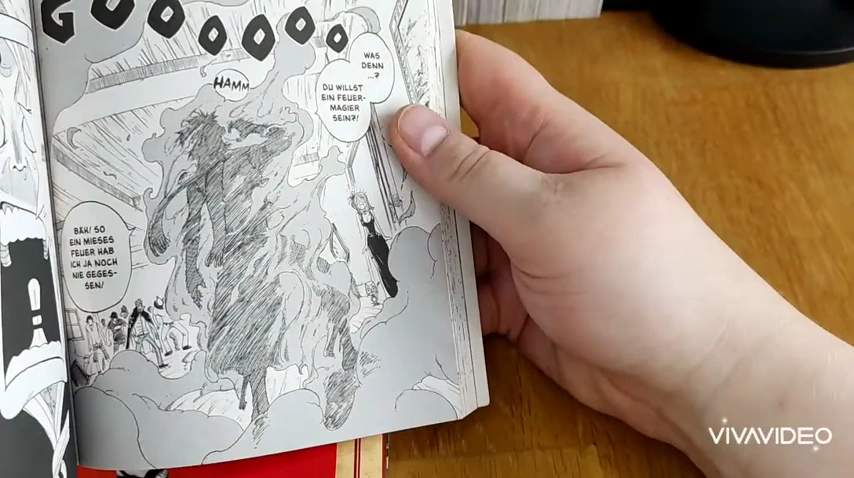 GOOOOOO
HAMM
WAS
DENN
...?
DU WILLST
EIN FEUER-
MAGIER
SEIN?!
BÄH! SO
EIN MIESES
FEUER HAB
ICH JA NOCH
NIE GEGES-
SEN!
!
VIVAVIDEO